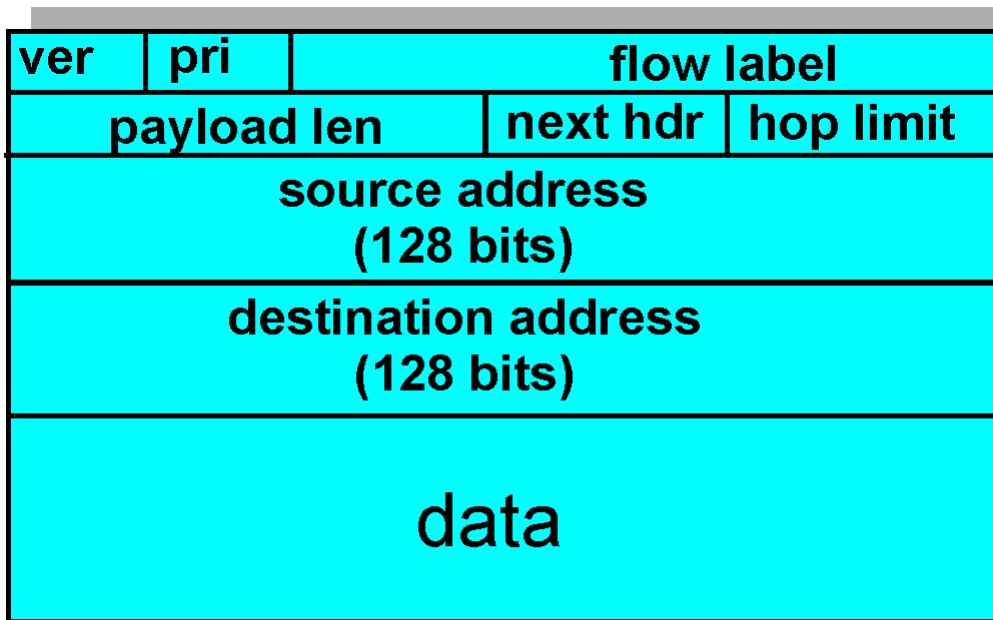 ver pri flow label
payload len next hdr hop limit
source address
(128 bits)
destination address
(128 bits)
data